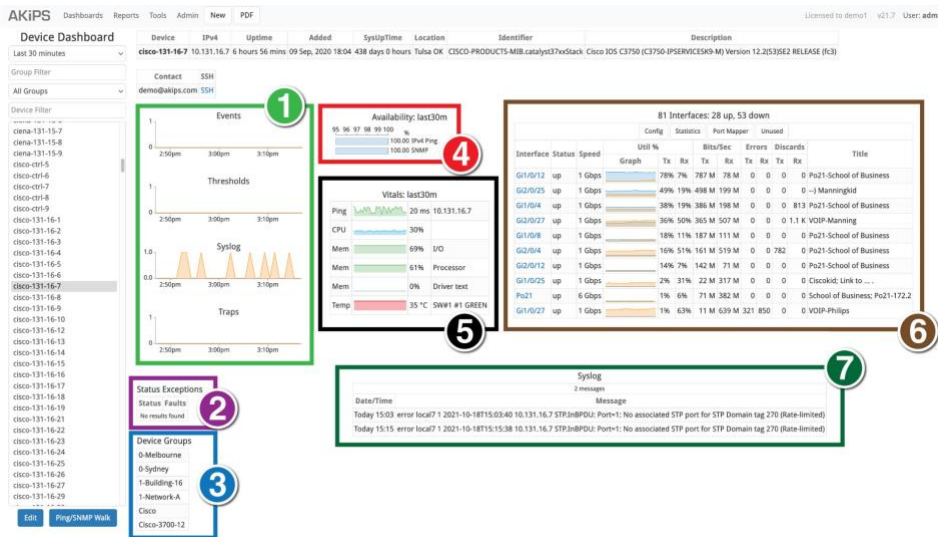 AKiPS Dashboards Reports Tools Admin New PDF Licensed to demo1 v21.7 User: adm
Device Dashboard
Last 30 minutes
Group Filter
All Groups
Device Filter
ciena-131-15-7
ciena-131-15-8
ciena-131-15-9
cisco-ctrl-5
cisco-ctrl-6
cisco-ctrl-7
cisco-ctrl-8
cisco-ctrl-9
cisco-131-16-1
cisco-131-16-2
cisco-131-16-3
cisco-131-16-4
cisco-131-16-5
cisco-131-16-6
cisco-131-16-7
cisco-131-16-8
cisco-131-16-9
cisco-131-16-10
cisco-131-16-12
cisco-131-16-13
cisco-131-16-14
cisco-131-16-15
cisco-131-16-16
cisco-131-16-17
cisco-131-16-18
cisco-131-16-19
cisco-131-16-21
cisco-131-16-22
cisco-131-16-23
cisco-131-16-24
cisco-131-16-25
cisco-131-16-26
cisco-131-16-27
cisco-131-16-28
cisco-131-16-29
Edit Ping/SNMP Walk
Device IPv4 Uptime Added SysUpTime Location Identifier Description
cisco-131-16-7 10.131.16.7 6 hours 56 mins 09 Sep, 2020 18:04 438 days 0 hours Tulsa OK CISCO-PRODUCTS-MIB.catalyst37xxStack Cisco IOS C3750 (C3750-IPSERVICESK9-M) Version 12.2(53)SE2 RELEASE (fc3)
Contact SSH
demo@akips.com SSH
1
Events
1
0
2:50pm 3:00pm 3:10pm
Thresholds
1
0
2:50pm 3:00pm 3:10pm
Syslog
1.0
0.0
2:50pm 3:00pm 3:10pm
Traps
1
0
2:50pm 3:00pm 3:10pm
Status Exceptions
Status Faults
No results found
2
Device Groups
0-Melbourne
0-Sydney
1-Building-16
1-Network-A
Cisco
Cisco-3700-12
3
Availability: last30m
95 96 97 98 99 100 %
100.00 IPv4 Ping
100.00 SNMP
4
Vitals: last30m
Ping 20 ms 10.131.16.7
CPU 30%
Mem 69% I/O
Mem 61% Processor
Mem 0% Driver text
Temp 35 °C SW#1 #1 GREEN
5
81 Interfaces: 28 up, 53 down
Config Statistics Port Mapper Unused
Interface Status Speed Util % Bits/Sec Errors Discards Title
Graph Tx Rx Tx Rx Tx Rx Tx Rx
Gi1/0/12 up 1 Gbps 78% 7% 787 M 78 M 0 0 0 0 Po21-School of Business
Gi2/0/25 up 1 Gbps 49% 19% 498 M 199 M 0 0 0 0 --) Manningkid
Gi1/0/4 up 1 Gbps 38% 19% 386 M 198 M 0 0 0 813 Po21-School of Business
Gi2/0/27 up 1 Gbps 36% 50% 365 M 507 M 0 0 0 1.1 K VOIP-Manning
Gi1/0/8 up 1 Gbps 18% 11% 187 M 111 M 0 0 0 0 Po21-School of Business
Gi2/0/4 up 1 Gbps 16% 51% 161 M 519 M 0 0 782 0 Po21-School of Business
Gi2/0/12 up 1 Gbps 14% 7% 142 M 71 M 0 0 0 0 Po21-School of Business
Gi1/0/25 up 1 Gbps 2% 31% 22 M 317 M 0 0 0 0 Ciscokid; Link to ... .
Po21 up 6 Gbps 1% 6% 71 M 382 M 0 0 0 0 School of Business; Po21-172.2
Gi1/0/27 up 1 Gbps 1% 63% 11 M 639 M 321 850 0 0 VOIP-Philips
6
Syslog
2 messages
Date/Time Message
Today 15:03 error local7 1 2021-10-18T15:03:40 10.131.16.7 STP.InBPDU: Port=1: No associated STP port for STP Domain tag 270 (Rate-limited)
Today 15:15 error local7 1 2021-10-18T15:15:38 10.131.16.7 STP.InBPDU: Port=1: No associated STP port for STP Domain tag 270 (Rate-limited)
7